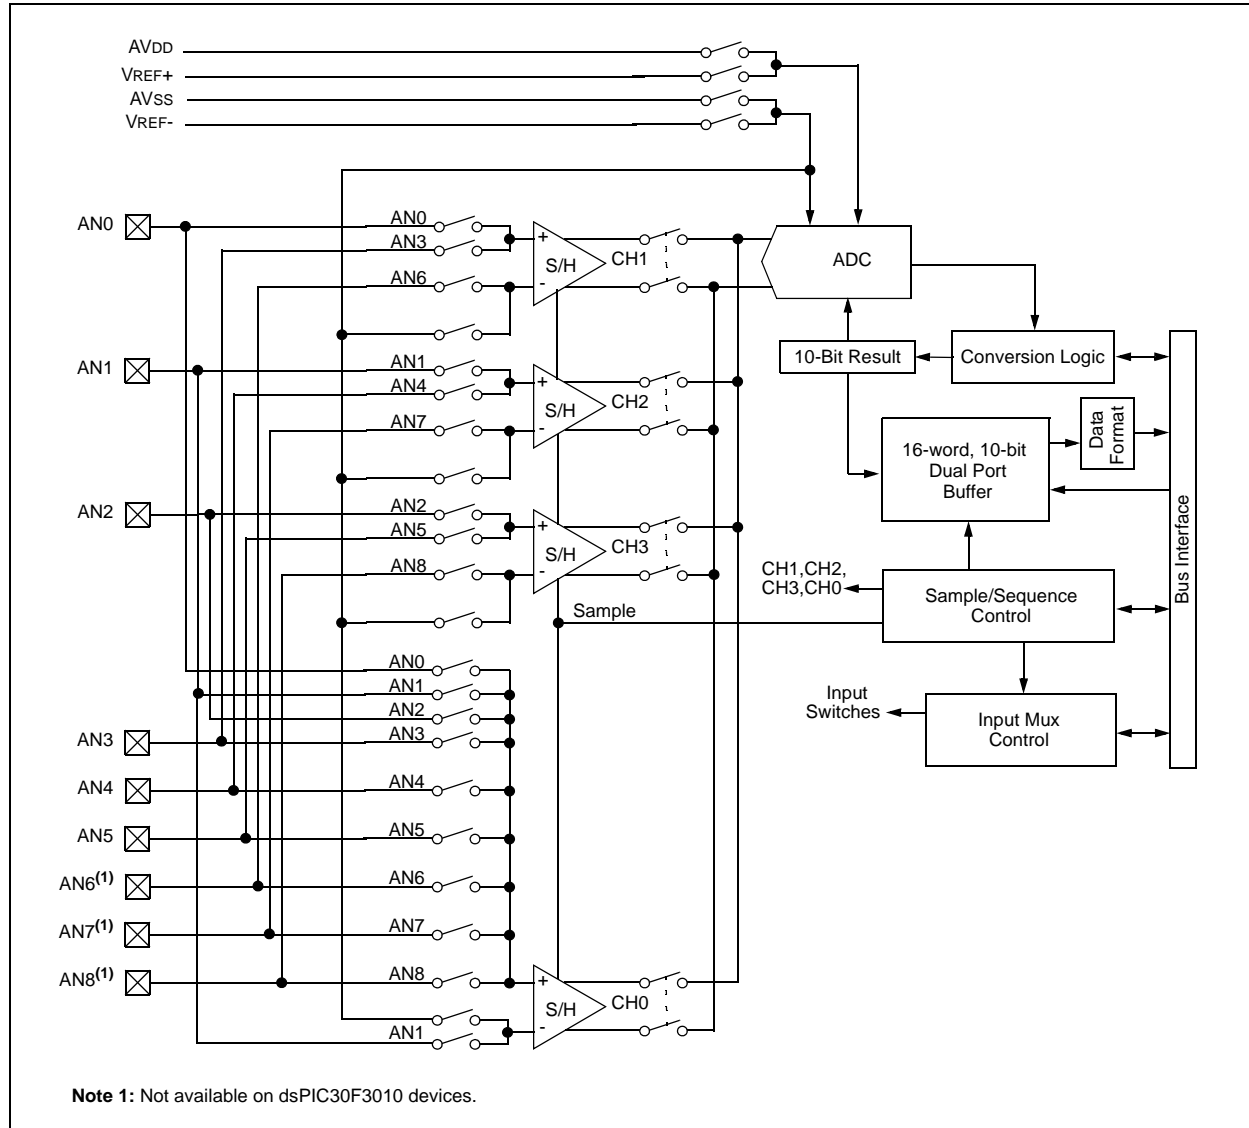 AVDD
VREF+
AVSS
VREF-
AN0
AN0
AN3
AN6
+
S/H
-
CH1
ADC
AN1
AN1
AN4
AN7
+
S/H
-
CH2
10-Bit Result
Conversion Logic
16-word, 10-bit
Dual Port
Buffer
Data
Format
Bus Interface
AN2
AN2
AN5
AN8
+
S/H
-
CH3
CH1,CH2,
CH3,CH0
Sample/Sequence
Control
Sample
Input
Switches
Input Mux
Control
AN0
AN1
AN2
AN3
AN3
AN4
AN4
AN5
AN5
AN6(1)
AN6
AN7(1)
AN7
AN8(1)
AN8
+
S/H
-
CH0
AN1
Note 1: Not available on dsPIC30F3010 devices.